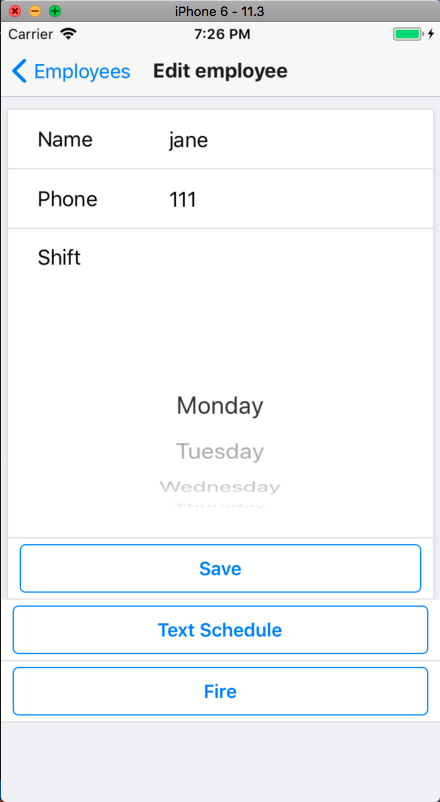 iPhone 6 - 11.3
Carrier 7:26 PM
Employees Edit employee
Name jane
Phone 111
Shift
Monday
Tuesday
Wednesday
Thursday
Save
Text Schedule
Fire